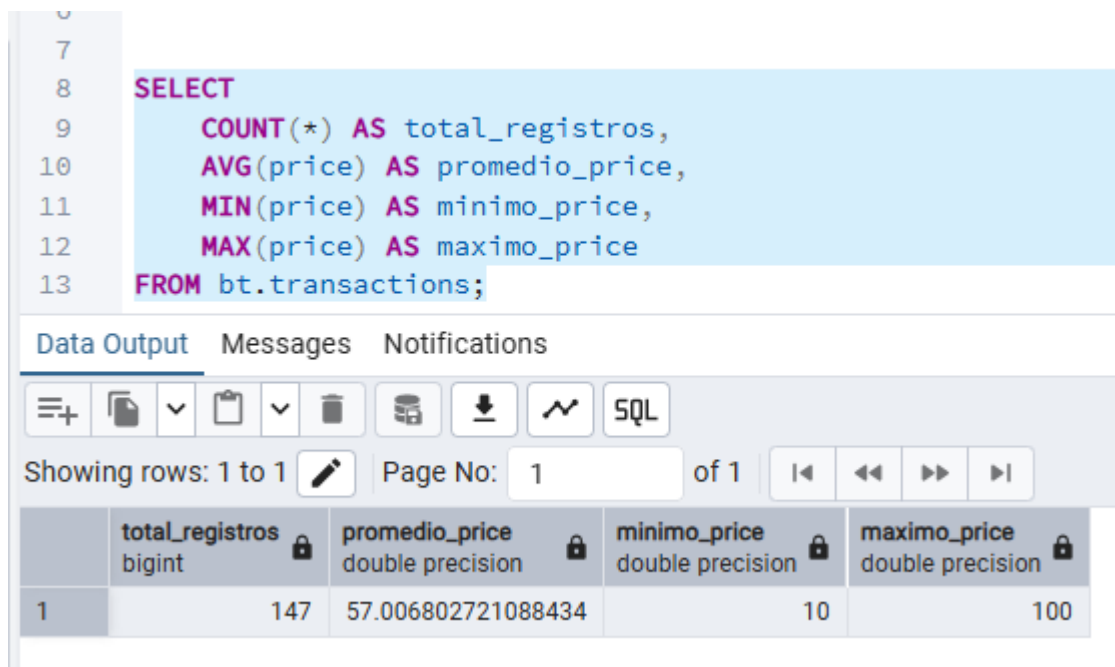 7
8 SELECT
9 COUNT(*) AS total_registros,
10 AVG(price) AS promedio_price,
11 MIN(price) AS minimo_price,
12 MAX(price) AS maximo_price
13 FROM bt.transactions;
Data Output Messages Notifications
SQL
Showing rows: 1 to 1 Page No: 1 of 1
total_registros promedio_price minimo_price maximo_price
bigint double precision double precision double precision
1 147 57.006802721088434 10 100